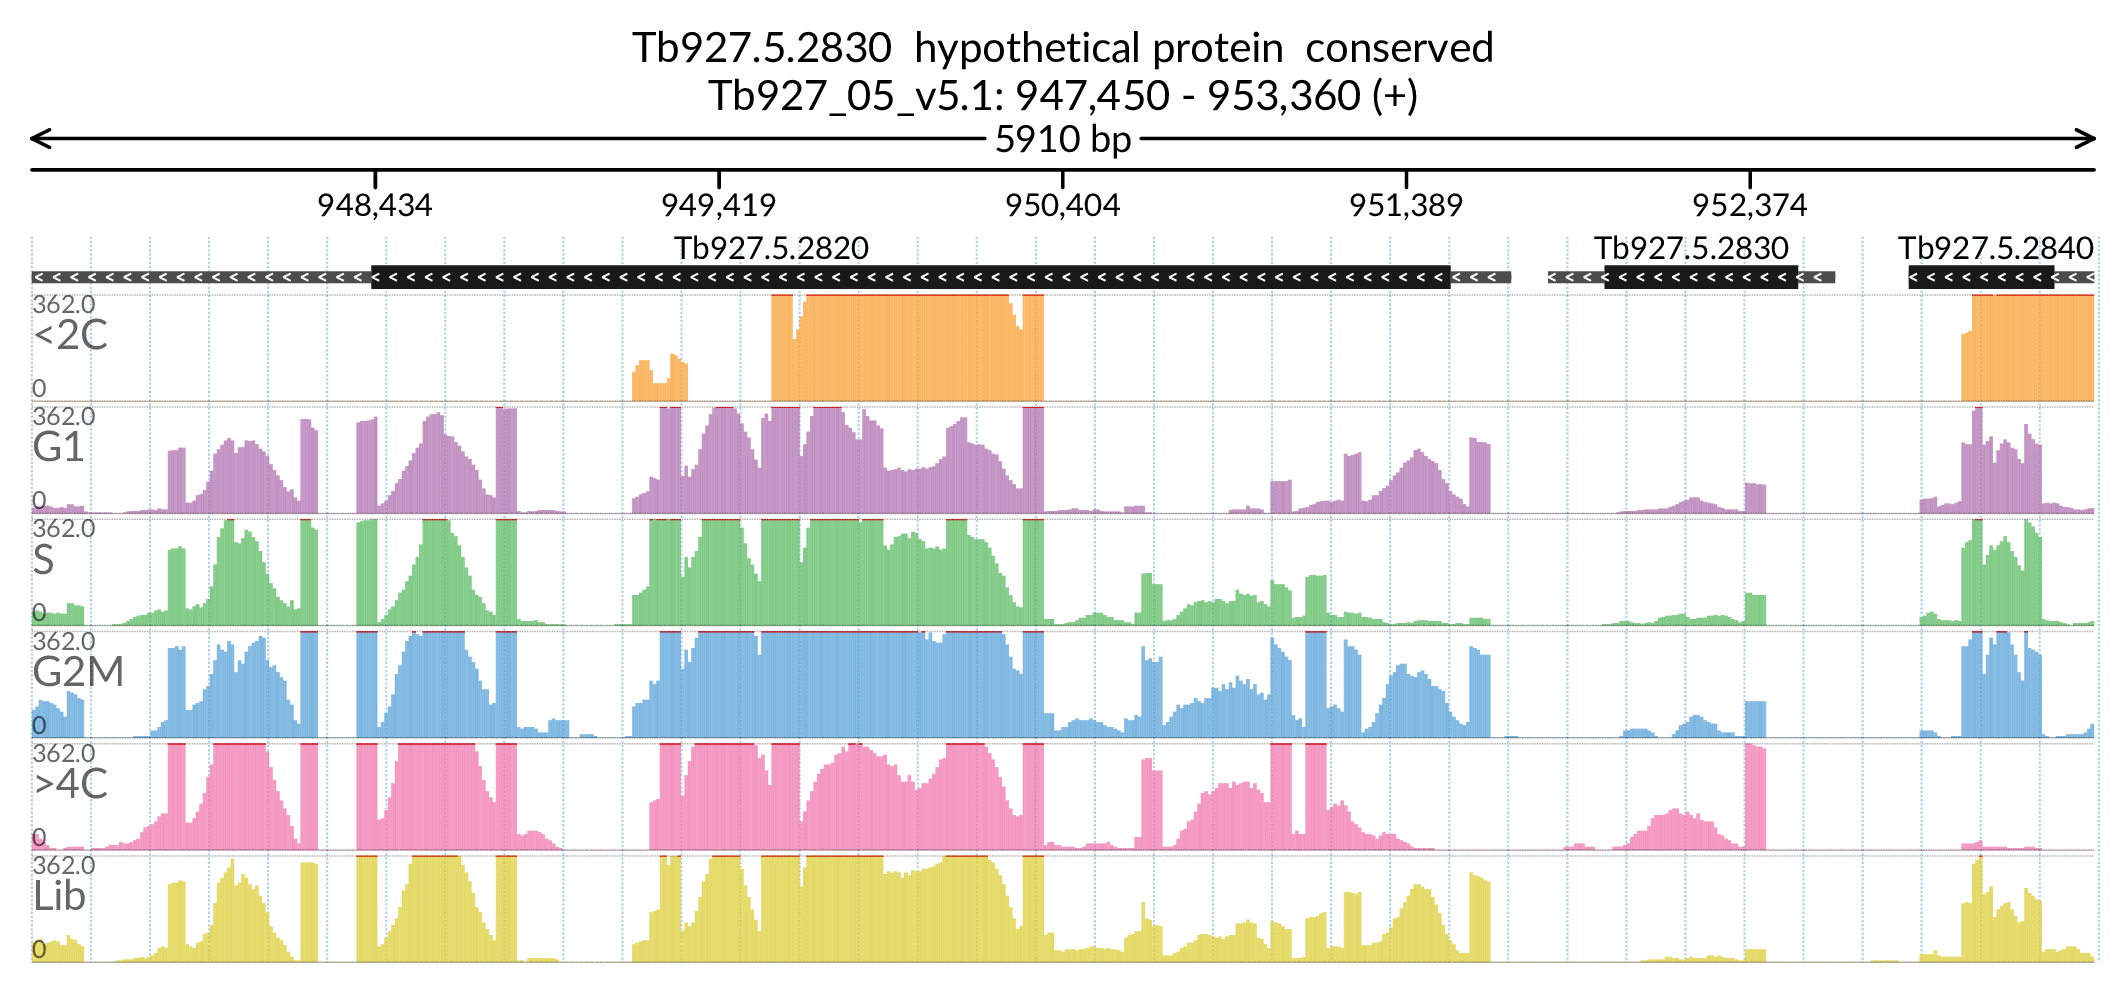 Tb927.5.2830 hypothetical protein conserved
Tb927_05_v5.1: 947,450 - 953,360 (+)
5910 bp
948,434 949,419 950,404 951,389 952,374
Tb927.5.2820 Tb927.5.2830 Tb927.5.2840
362.0
<2C
0
362.0
G1
0
362.0
S
0
362.0
G2M
0
362.0
>4C
0
362.0
Lib
0